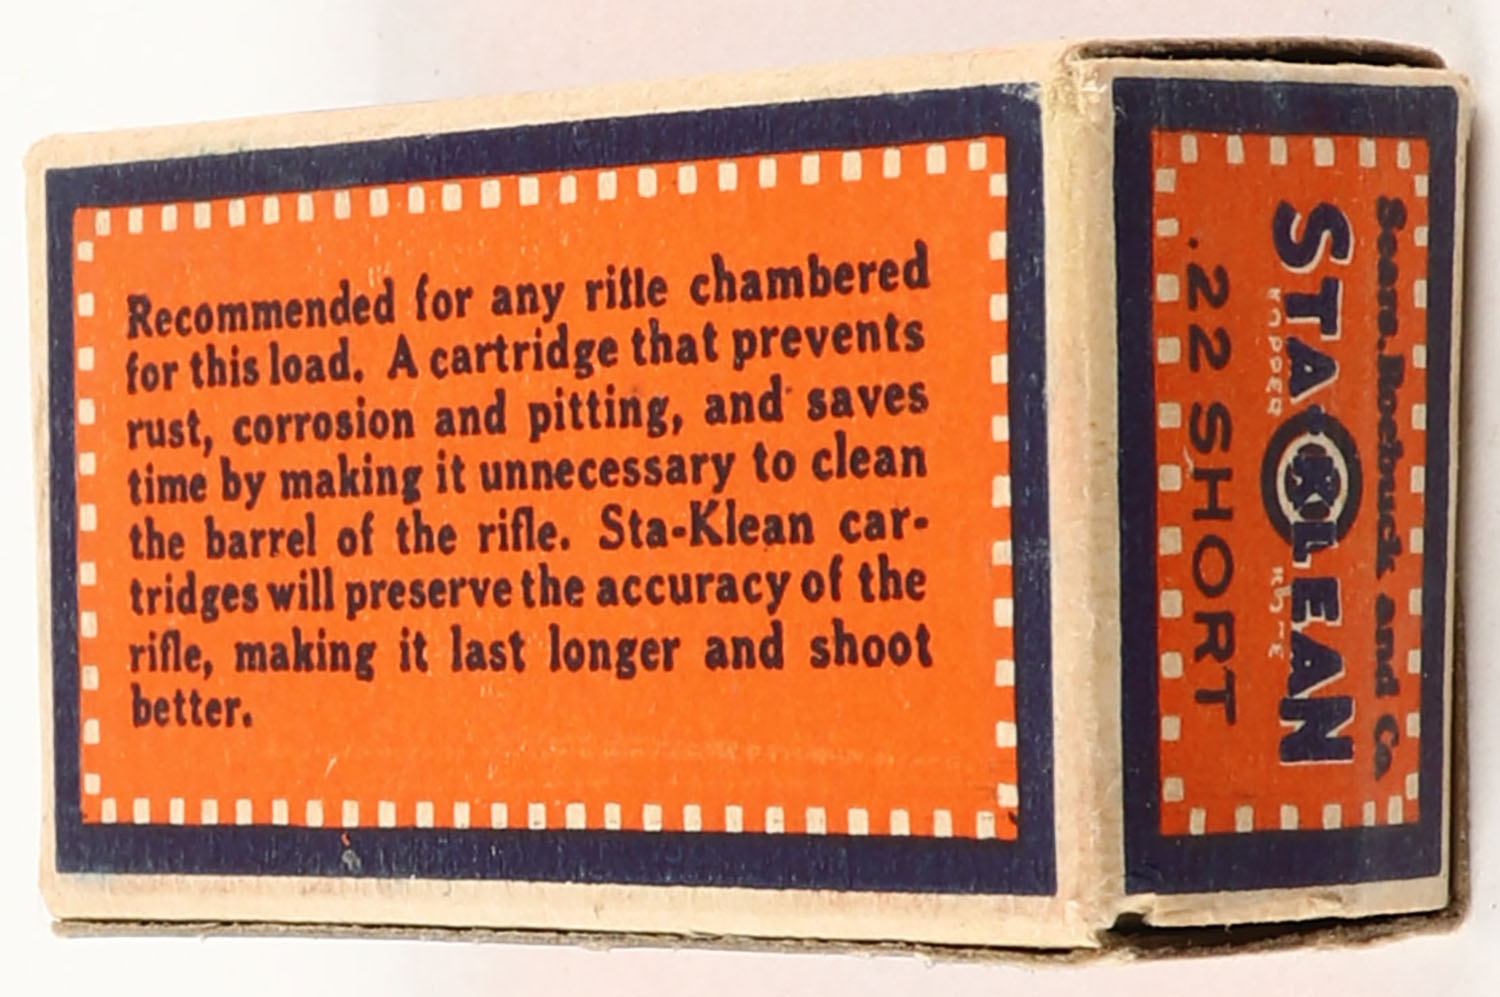 Recommended for any rifle chambered
for this load. A cartridge that prevents
rust, corrosion and pitting, and saves
time by making it unnecessary to clean
the barrel of the rifle. Sta-Klean car-
tridges will preserve the accuracy of the
rifle, making it last longer and shoot
better.
Sears, Roebuck and Co
STA KLEAN
.22 SHORT